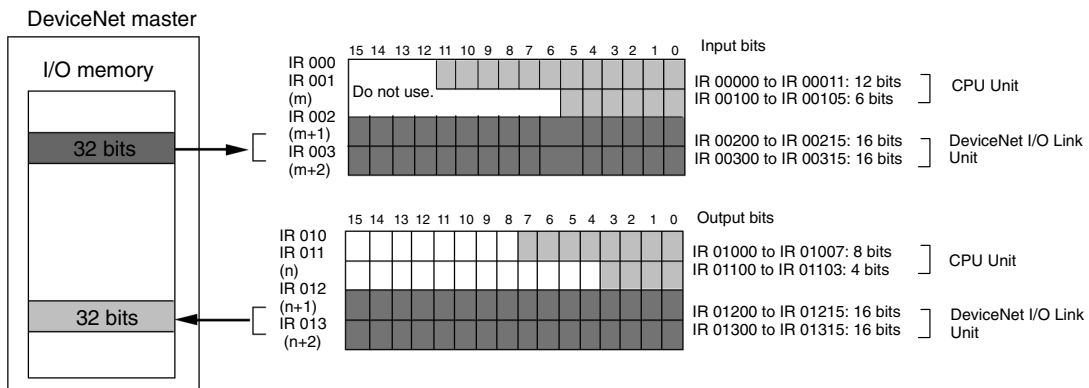 DeviceNet master
I/O memory
32 bits
32 bits
15 14 13 12 11 10 9 8 7 6 5 4 3 2 1 0
Input bits
IR 000
IR 001
(m)
IR 002
(m+1)
IR 003
(m+2)
Do not use.
IR 00000 to IR 00011: 12 bits
IR 00100 to IR 00105: 6 bits
CPU Unit
IR 00200 to IR 00215: 16 bits
IR 00300 to IR 00315: 16 bits
DeviceNet I/O Link
Unit
15 14 13 12 11 10 9 8 7 6 5 4 3 2 1 0
Output bits
IR 010
IR 011
(n)
IR 012
(n+1)
IR 013
(n+2)
IR 01000 to IR 01007: 8 bits
IR 01100 to IR 01103: 4 bits
CPU Unit
IR 01200 to IR 01215: 16 bits
IR 01300 to IR 01315: 16 bits
DeviceNet I/O Link
Unit